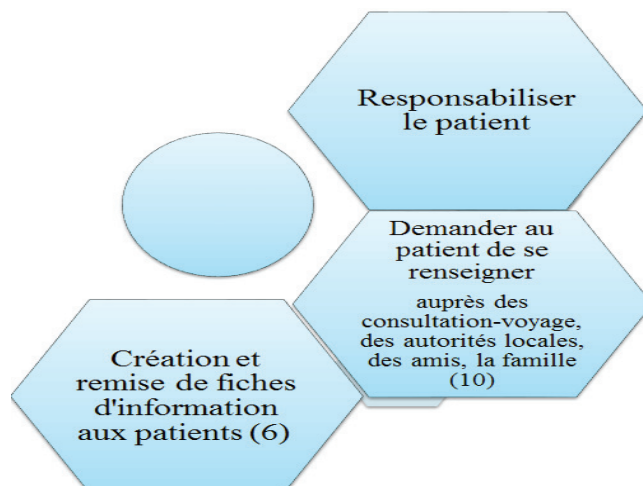 Responsabiliser
le patient
Demander au
patient de se
renseigner
auprès des
consultation-voyage,
des autorités locales,
des amis, la famille
(10)
Création et
remise de fiches
d'information
aux patients (6)